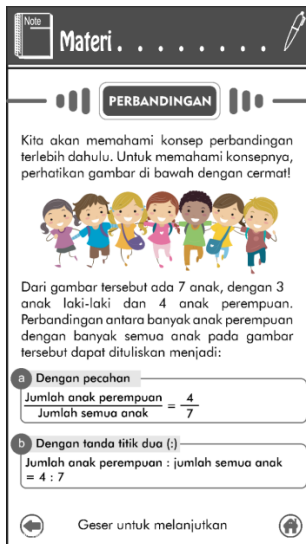 Note
Materi. . . . . . . .
PERBANDINGAN
Kita akan memahami konsep perbandingan
terlebih dahulu. Untuk memahami konsepnya,
perhatikan gambar di bawah dengan cermat!
Dari gambar tersebut ada 7 anak, dengan 3
anak laki-laki dan 4 anak perempuan.
Perbandingan antara banyak anak perempuan
dengan banyak semua anak pada gambar
tersebut dapat dituliskan menjadi:
a Dengan pecahan
Jumlah anak perempuan / Jumlah semua anak = 4 / 7
b Dengan tanda titik dua (:)
Jumlah anak perempuan : jumlah semua anak
= 4 : 7
Geser untuk melanjutkan